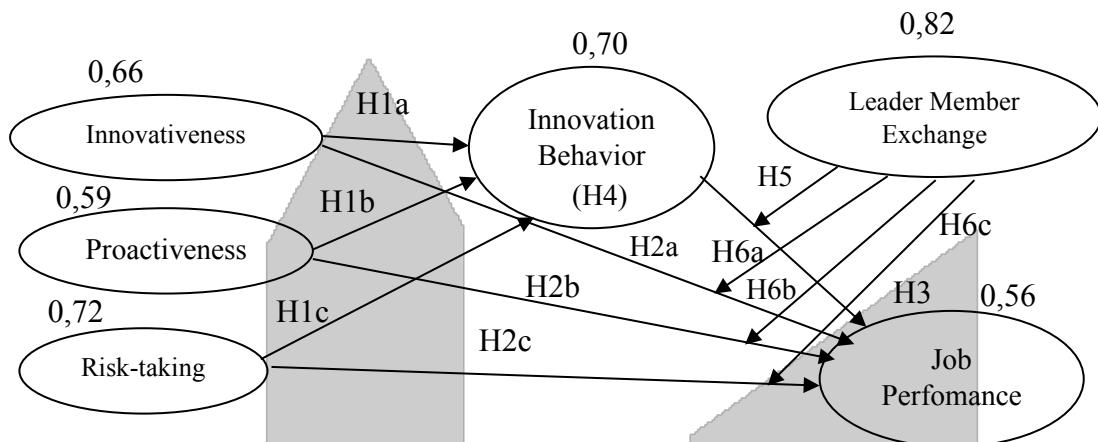 0,82
0,70
0,66
Leader Member
Exchange
H1a
Innovation
Behavior
(H4)
Innovativeness
H5
0,59
H1b
H6c
H2a
H6a
Proactiveness
H2b
H6b
H3
0,56
0,72
H1c
H2c
Risk-taking
Job
Perfomance